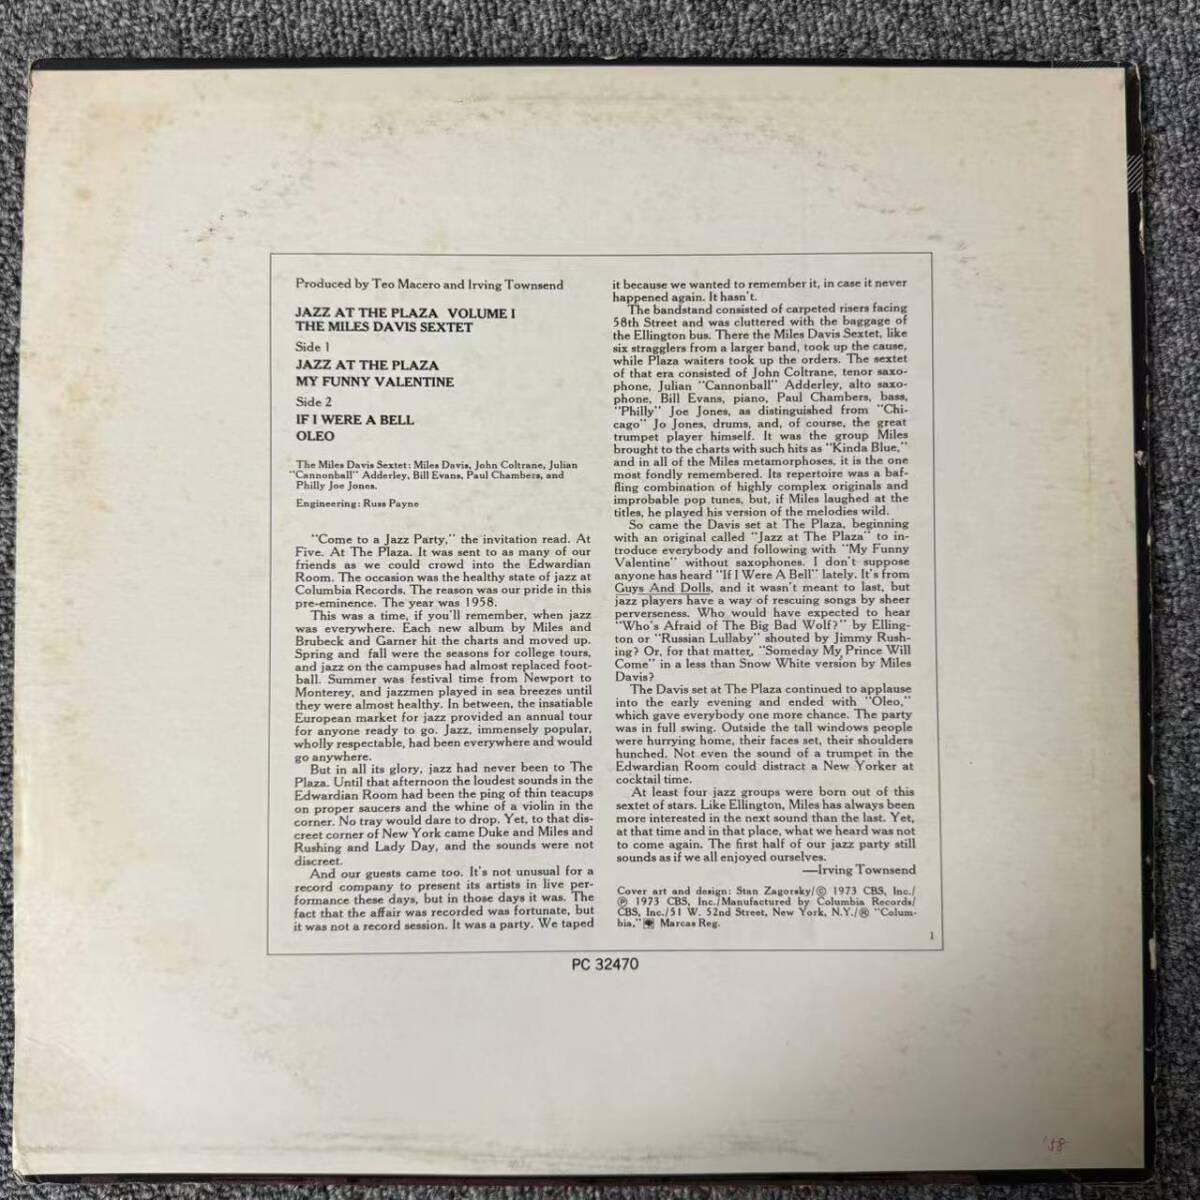 Produced by Teo Macero and Irving Townsend
JAZZ AT THE PLAZA VOLUME I
THE MILES DAVIS SEXTET
Side 1
JAZZ AT THE PLAZA
MY FUNNY VALENTINE
Side 2
IF I WERE A BELL
OLEO
The Miles Davis Sextet: Miles Davis, John Coltrane, Julian
"Cannonball" Adderley, Bill Evans, Paul Chambers, and
Philly Joe Jones.
Engineering: Russ Payne
"Come to a Jazz Party," the invitation read. At
Five. At The Plaza. It was sent to as many of our
friends as we could crowd into the Edwardian
Room. The occasion was the healthy state of jazz at
Columbia Records. The reason was our pride in this
pre-eminence. The year was 1958.
This was a time, if you'll remember, when jazz
was everywhere. Each new album by Miles and
Brubeck and Garner hit the charts and moved up.
Spring and fall were the seasons for college tours,
and jazz on the campuses had almost replaced foot-
ball. Summer was festival time from Newport to
Monterey, and jazzmen played in sea breezes until
they were almost healthy. In between, the insatiable
European market for jazz provided an annual tour
for anyone ready to go. Jazz, immensely popular,
wholly respectable, had been everywhere and would
go anywhere.
But in all its glory, jazz had never been to The
Plaza. Until that afternoon the loudest sounds in the
Edwardian Room had been the ping of thin teacups
on proper saucers and the whine of a violin in the
corner. No tray would dare to drop. Yet, to that dis-
creet corner of New York came Duke and Miles and
Rushing and Lady Day, and the sounds were not
discreet.
And our guests came too. It's not unusual for a
record company to present its artists in live per-
formance these days, but in those days it was. The
fact that the affair was recorded was fortunate, but
it was not a record session. It was a party. We taped
it because we wanted to remember it, in case it never
happened again. It hasn't.
The bandstand consisted of carpeted risers facing
58th Street and was cluttered with the baggage of
the Ellington bus. There the Miles Davis Sextet, like
six stragglers from a larger band, took up the cause,
while Plaza waiters took up the orders. The sextet
of that era consisted of John Coltrane, tenor saxo-
phone, Julian "Cannonball" Adderley, alto saxo-
phone, Bill Evans, piano, Paul Chambers, bass,
"Philly" Joe Jones, as distinguished from "Chi-
cago" Jo Jones, drums, and, of course, the great
trumpet player himself. It was the group Miles
brought to the charts with such hits as "Kinda Blue,"
and in all of the Miles metamorphoses, it is the one
most fondly remembered. Its repertoire was a baf-
fling combination of highly complex originals and
improbable pop tunes, but, if Miles laughed at the
titles, he played his version of the melodies wild.
So came the Davis set at The Plaza, beginning
with an original called "Jazz at The Plaza" to in-
troduce everybody and following with "My Funny
Valentine" without saxophones. I don't suppose
anyone has heard "If I Were A Bell" lately. It's from
Guys And Dolls, and it wasn't meant to last, but
jazz players have a way of rescuing songs by sheer
perverseness. Who would have expected to hear
"Who's Afraid of The Big Bad Wolf?" by Elling-
ton or "Russian Lullaby" shouted by Jimmy Rush-
ing? Or, for that matter, "Someday My Prince Will
Come" in a less than Snow White version by Miles
Davis?
The Davis set at The Plaza continued to applause
into the early evening and ended with "Oleo,"
which gave everybody one more chance. The party
was in full swing. Outside the tall windows people
were hurrying home, their faces set, their shoulders
hunched. Not even the sound of a trumpet in the
Edwardian Room could distract a New Yorker at
cocktail time.
At least four jazz groups were born out of this
sextet of stars. Like Ellington, Miles has always been
more interested in the next sound than the last. Yet,
at that time and in that place, what we heard was not
to come again. The first half of our jazz party still
sounds as if we all enjoyed ourselves.
—Irving Townsend
Cover art and design: Stan Zagorsky/© 1973 CBS, Inc./
℗ 1973 CBS, Inc./Manufactured by Columbia Records/
CBS, Inc./51 W. 52nd Street, New York, N.Y./® "Colum-
bia," Marcas Reg.
1
PC 32470
'58